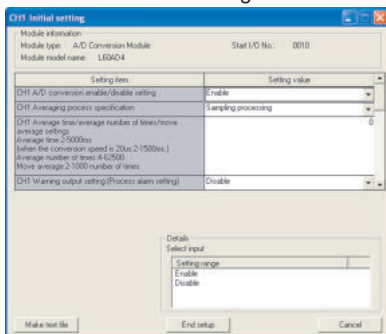 CH1 Initial setting
Module information
Module type: A/D Conversion Module
Start I/O No.: 0010
Module model name: L60AD4
Setting item
Setting value
CH1 A/D conversion enable/disable setting
Enable
CH1 Averaging process specification
Sampling processing
CH1 Average time/average number of times/move
average settings
Average time:2-5000ms
(when the conversion speed is 20us:2-1500ms.)
Average number of times:4-62500
Move average:2-1000 number of times
0
CH1 Warning output setting (Process alarm setting)
Disable
Details
Select input
Setting range
Enable
Disable
Make text file
End setup
Cancel